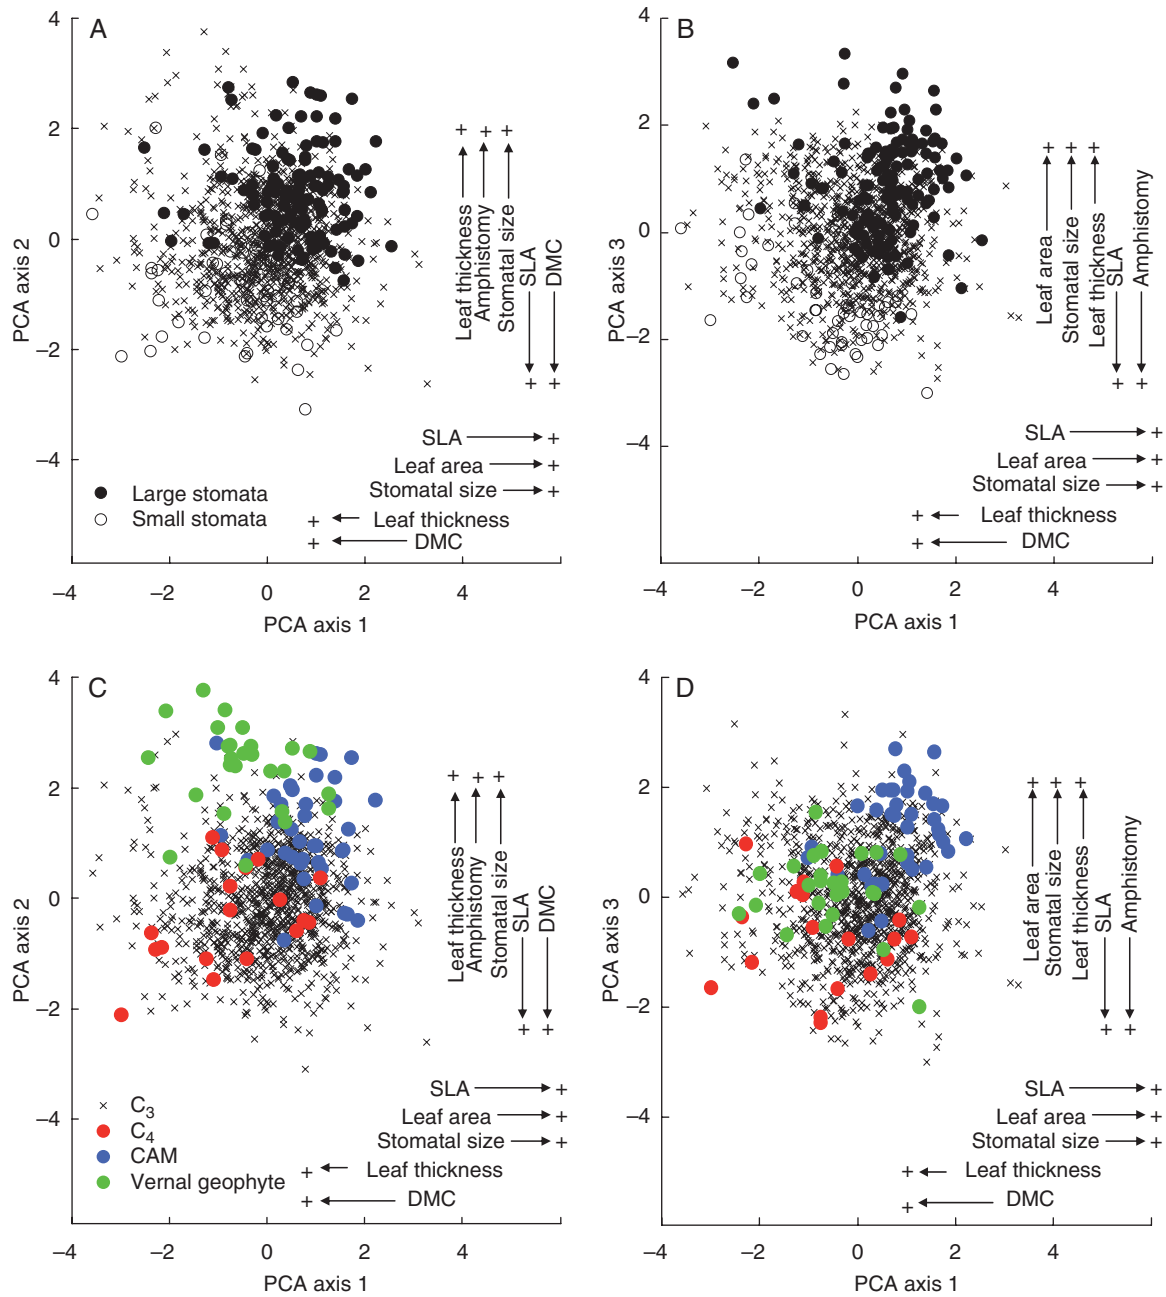 A
4
2
0
−2
−4
PCA axis 2
Leaf thickness
Amphistomy
Stomatal size
SLA
DMC
+ + +
+ +
SLA +
Leaf area +
Stomatal size +
+ Leaf thickness
+ DMC
Large stomata
Small stomata
−4 −2 0 2 4 6
PCA axis 1
B
4
2
0
−2
−4
PCA axis 3
Leaf area
Stomatal size
Leaf thickness
SLA
Amphistomy
+ + +
+ +
SLA +
Leaf area +
Stomatal size +
+ Leaf thickness
+ DMC
−4 −2 0 2 4 6
PCA axis 1
C
4
2
0
−2
−4
PCA axis 2
Leaf thickness
Amphistomy
Stomatal size
SLA
DMC
+ + +
+ +
SLA +
Leaf area +
Stomatal size +
+ Leaf thickness
+ DMC
× C3
C4
CAM
Vernal geophyte
−4 −2 0 2 4 6
PCA axis 1
D
4
2
0
−2
−4
PCA axis 3
Leaf area
Stomatal size
Leaf thickness
SLA
Amphistomy
+ + +
+ +
SLA +
Leaf area +
Stomatal size +
+ Leaf thickness
+ DMC
−4 −2 0 2 4 6
PCA axis 1